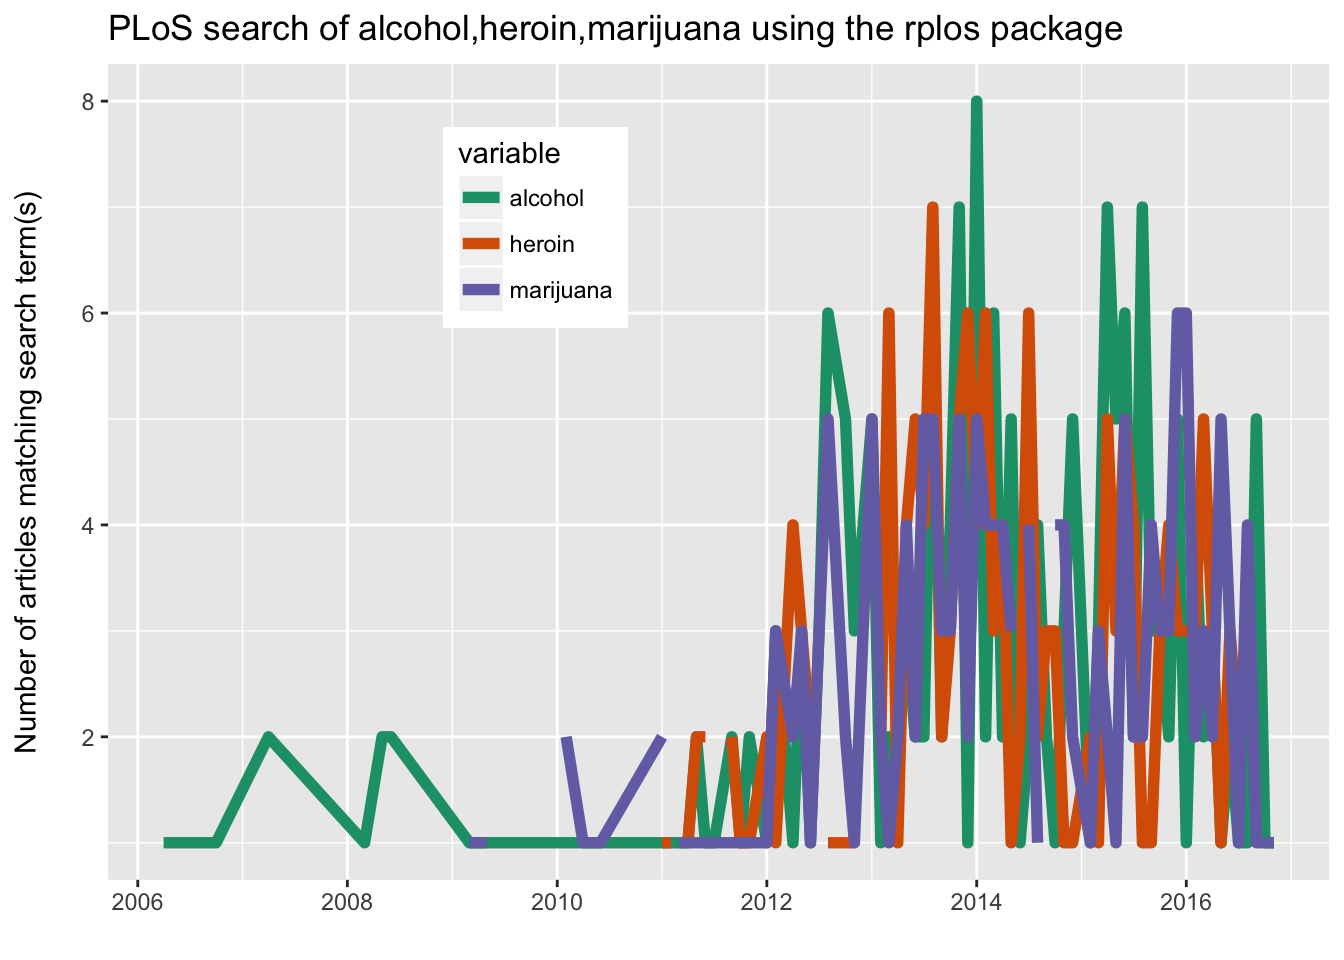 PLoS search of alcohol,heroin,marijuana using the rplos package
Number of articles matching search term(s)
8
6
4
2
variable
alcohol
heroin
marijuana
2006
2008
2010
2012
2014
2016